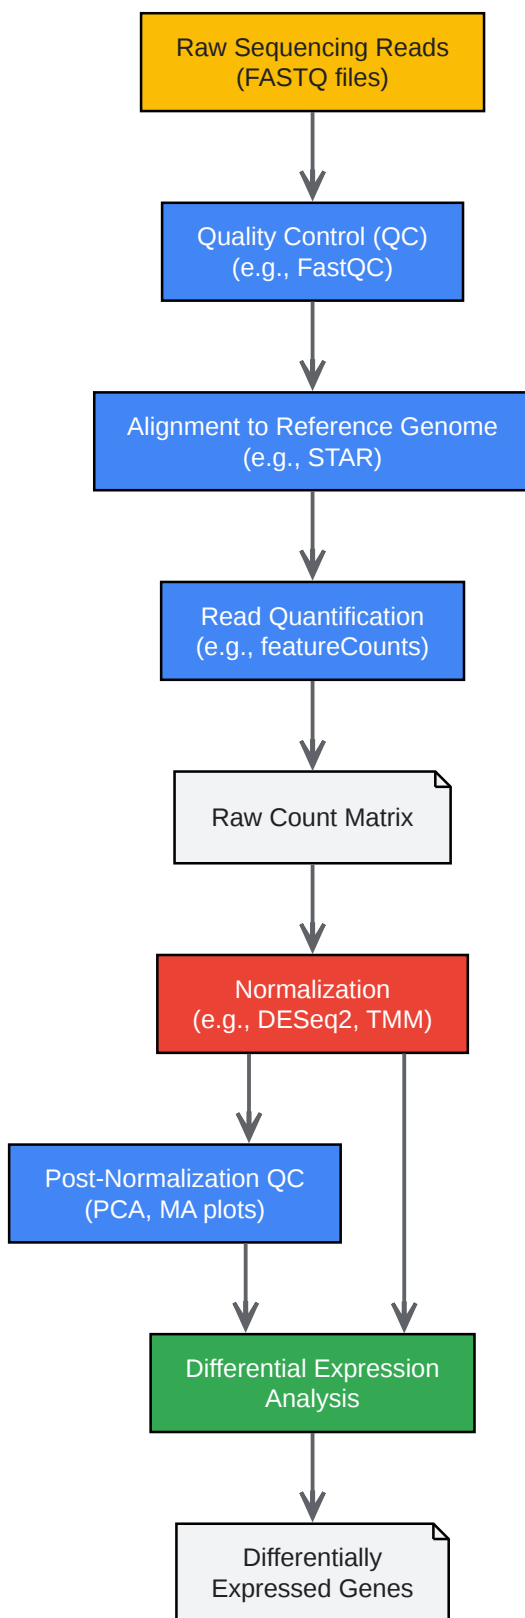 Raw Sequencing Reads
(FASTQ files)
Quality Control (QC)
(e.g., FastQC)
Alignment to Reference Genome
(e.g., STAR)
Read Quantification
(e.g., featureCounts)
Raw Count Matrix
Normalization
(e.g., DESeq2, TMM)
Post-Normalization QC
(PCA, MA plots)
Differential Expression
Analysis
Differentially
Expressed Genes